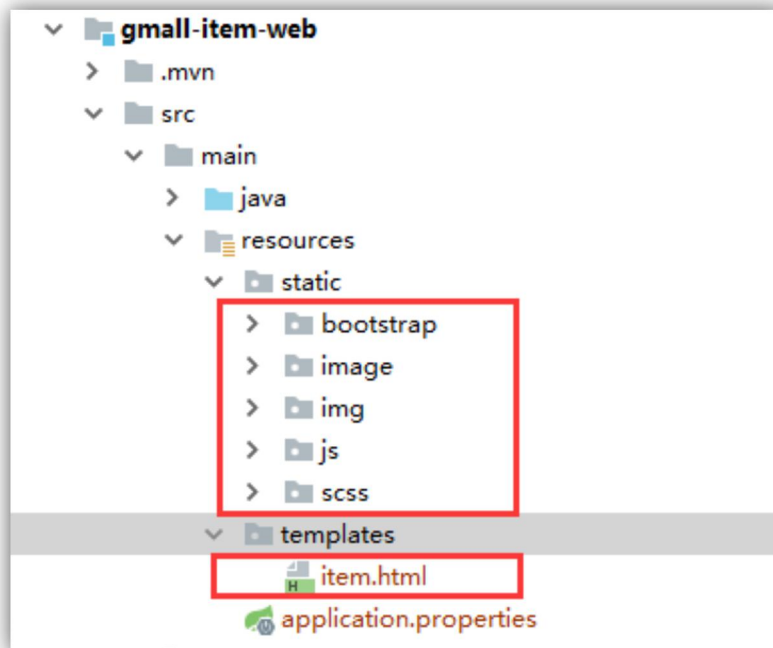 gmall-item-web
.mvn
src
main
java
resources
static
bootstrap
image
img
js
scss
templates
H item.html
application.properties